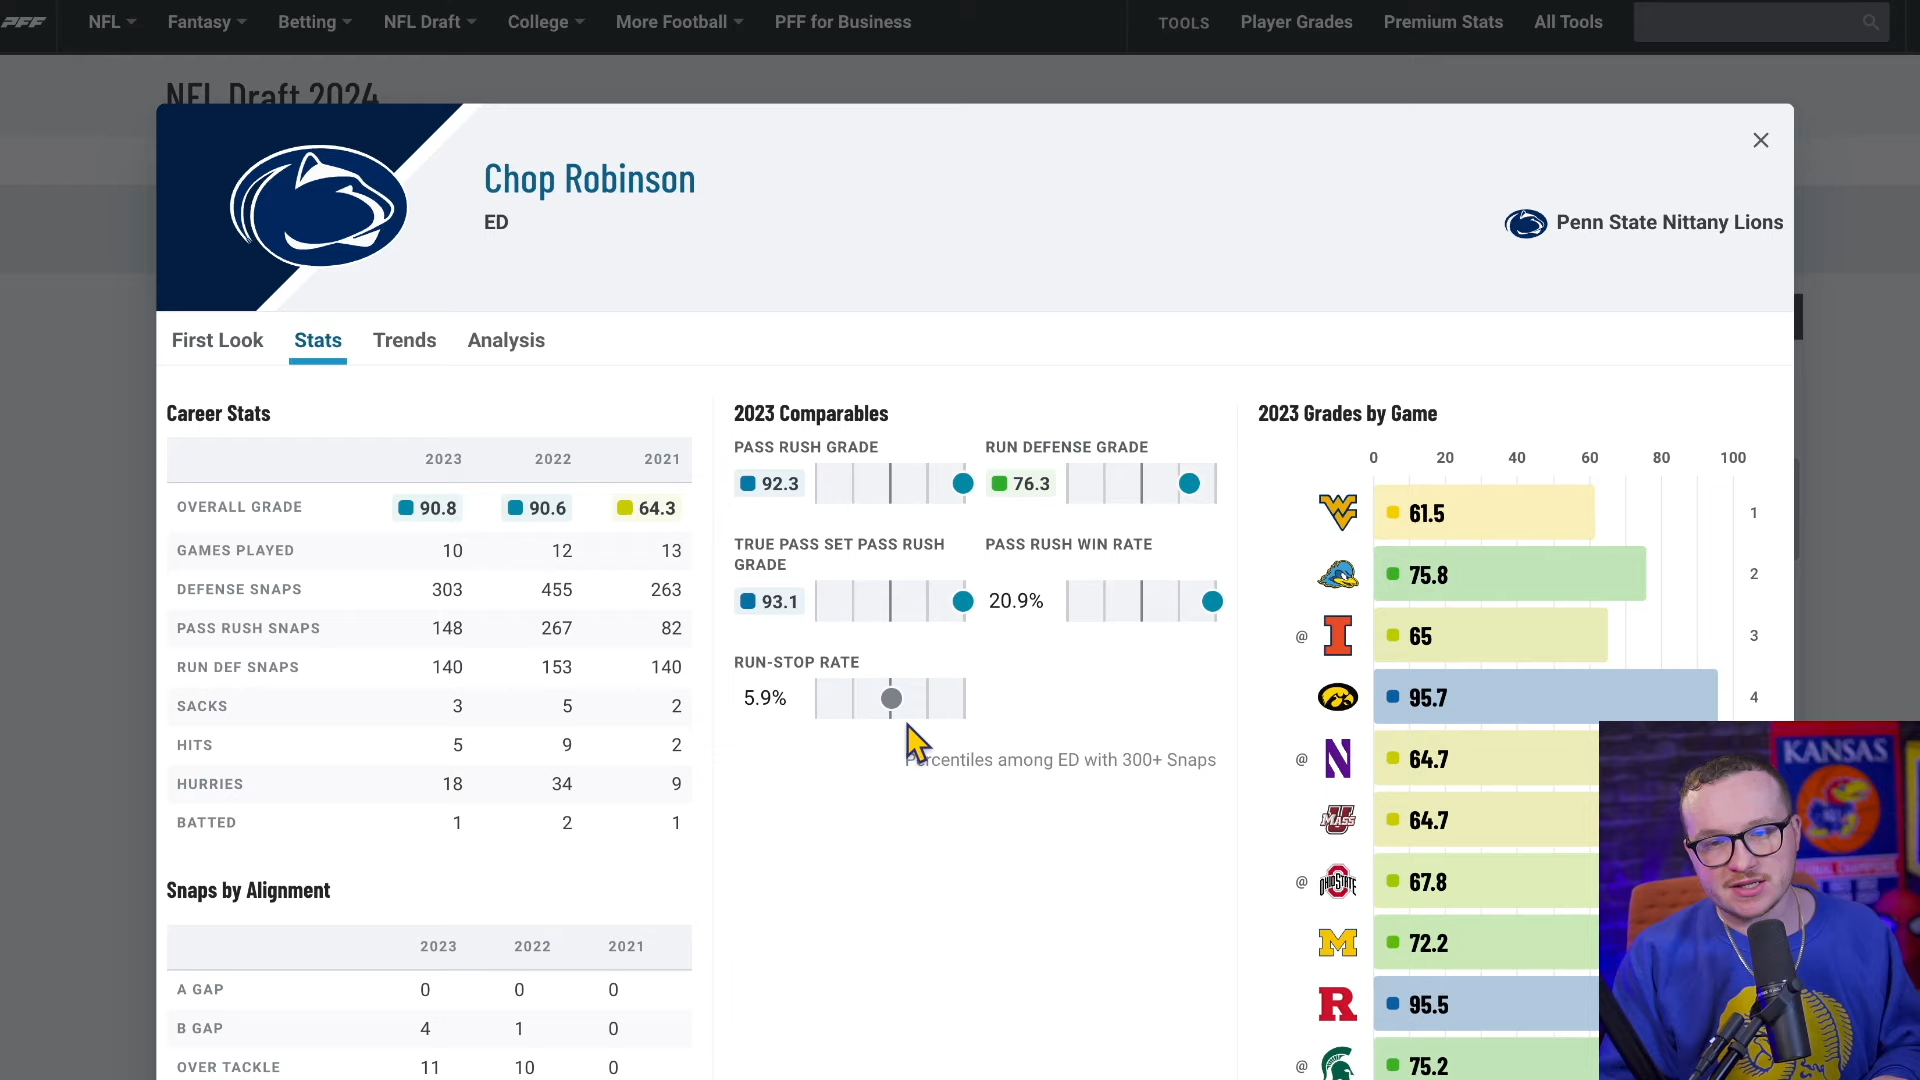 PFF NFL Fantasy Betting NFL Draft College More Football PFF for Business TOOLS Player Grades Premium Stats All Tools
NFL Draft 2024
Chop Robinson
ED
Penn State Nittany Lions
First Look Stats Trends Analysis
Career Stats
2023 2022 2021
OVERALL GRADE 90.8 90.6 64.3
GAMES PLAYED 10 12 13
DEFENSE SNAPS 303 455 263
PASS RUSH SNAPS 148 267 82
RUN DEF SNAPS 140 153 140
SACKS 3 5 2
HITS 5 9 2
HURRIES 18 34 9
BATTED 1 2 1
Snaps by Alignment
2023 2022 2021
A GAP 0 0 0
B GAP 4 1 0
OVER TACKLE 11 10 0
2023 Comparables
PASS RUSH GRADE RUN DEFENSE GRADE
92.3 76.3
TRUE PASS SET PASS RUSH
GRADE
PASS RUSH WIN RATE
93.1 20.9%
RUN-STOP RATE
5.9%
Percentiles among ED with 300+ Snaps
2023 Grades by Game
0 20 40 60 80 100
61.5 1
75.8 2
@ I 65 3
95.7 4
@ N 64.7
MASS 64.7
@ OHIO STATE 67.8
M 72.2
R 95.5
@ 75.2
KANSAS